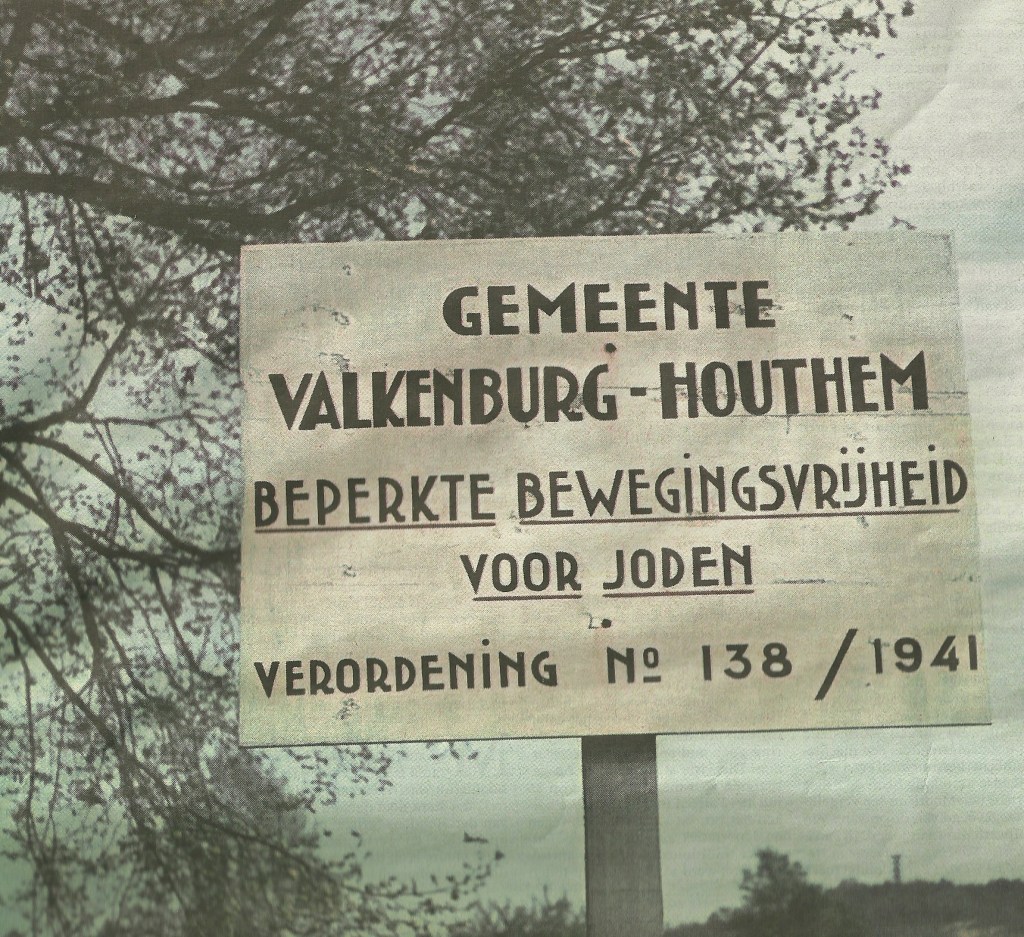 GEMEENTE
VALKENBURG-HOUTHEM
BEPERKTE BEWEGINGSVRIJHEID
VOOR JODEN
VERORDENING Nº 138 / 1941